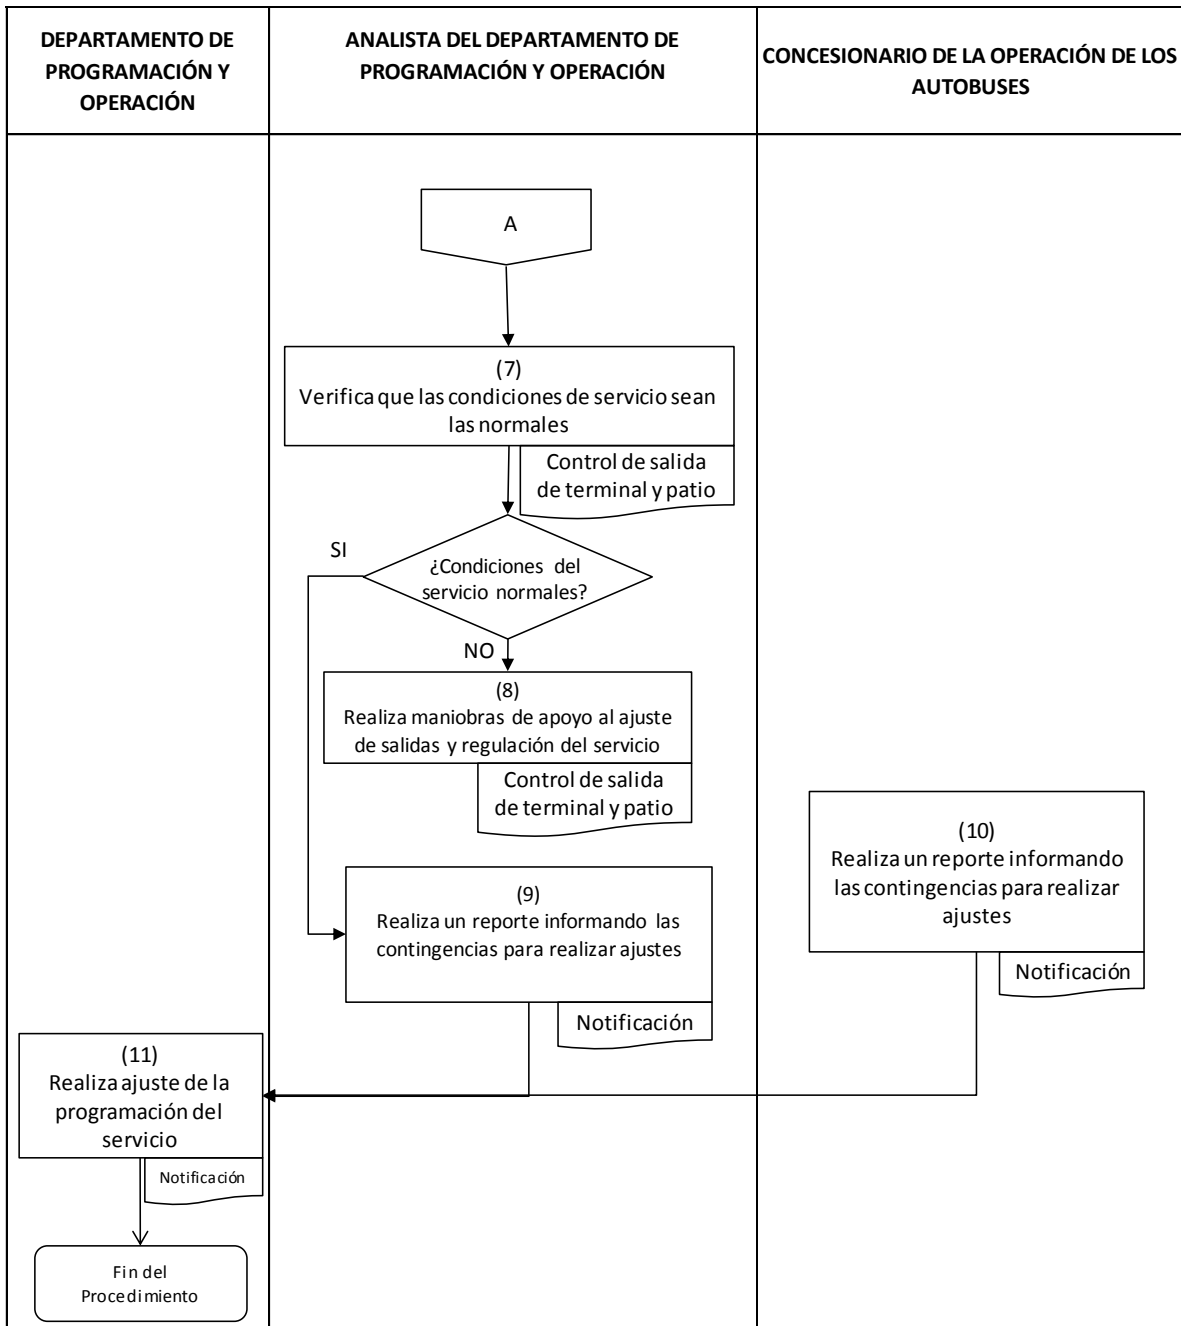 DEPARTAMENTO DE
PROGRAMACIÓN Y
OPERACIÓN
ANALISTA DEL DEPARTAMENTO DE
PROGRAMACIÓN Y OPERACIÓN
CONCESIONARIO DE LA OPERACIÓN DE LOS
AUTOBUSES
A
(7)
Verifica que las condiciones de servicio sean
las normales
Control de salida
de terminal y patio
SI
¿Condiciones del
servicio normales?
NO
(8)
Realiza maniobras de apoyo al ajuste
de salidas y regulación del servicio
Control de salida
de terminal y patio
(9)
Realiza un reporte informando las
contingencias para realizar ajustes
Notificación
(10)
Realiza un reporte informando
las contingencias para realizar
ajustes
Notificación
(11)
Realiza ajuste de la
programación del
servicio
Notificación
Fin del
Procedimiento